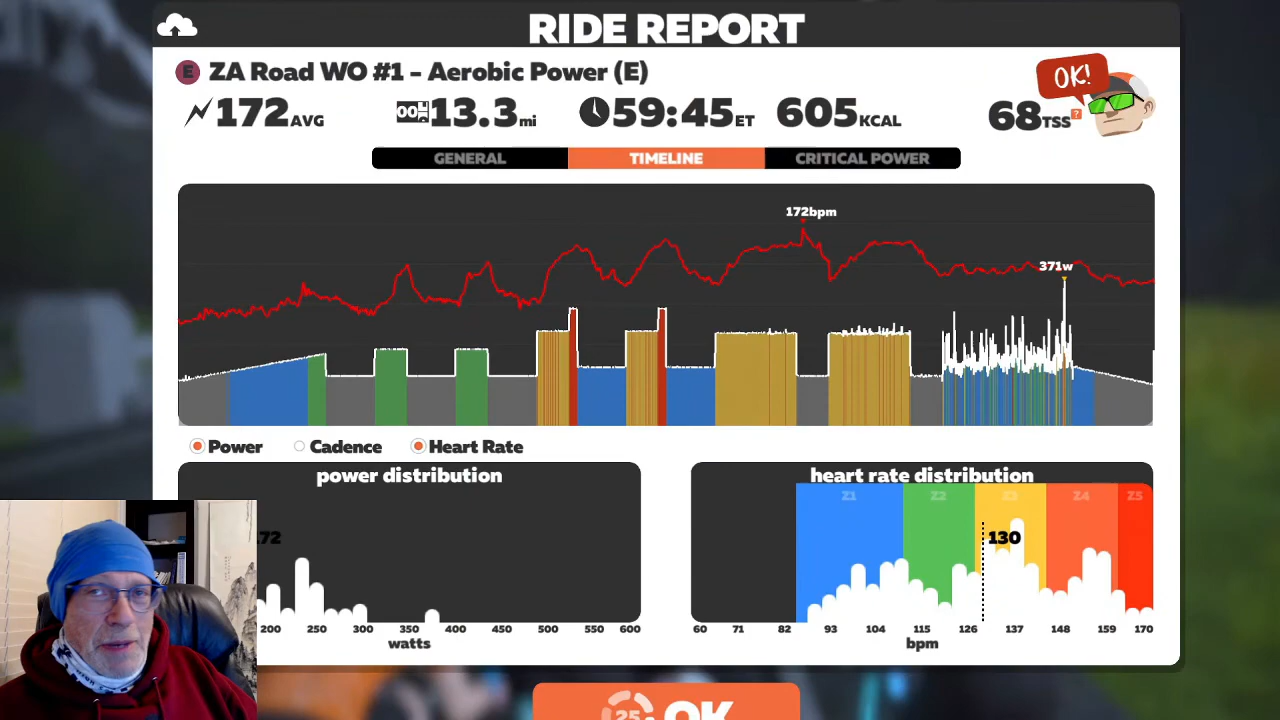 RIDE REPORT
E ZA Road WO #1 - Aerobic Power (E)
172AVG 13.3mi 59:45ET 605KCAL 68TSS?
OK!
GENERAL TIMELINE CRITICAL POWER
172bpm
371w
Power Cadence Heart Rate
power distribution
172
200 250 300 350 400 450 500 550 600
watts
heart rate distribution
Z1 Z2 Z3 Z4 Z5
130
60 71 82 93 104 115 126 137 148 159 170
bpm
25 OK